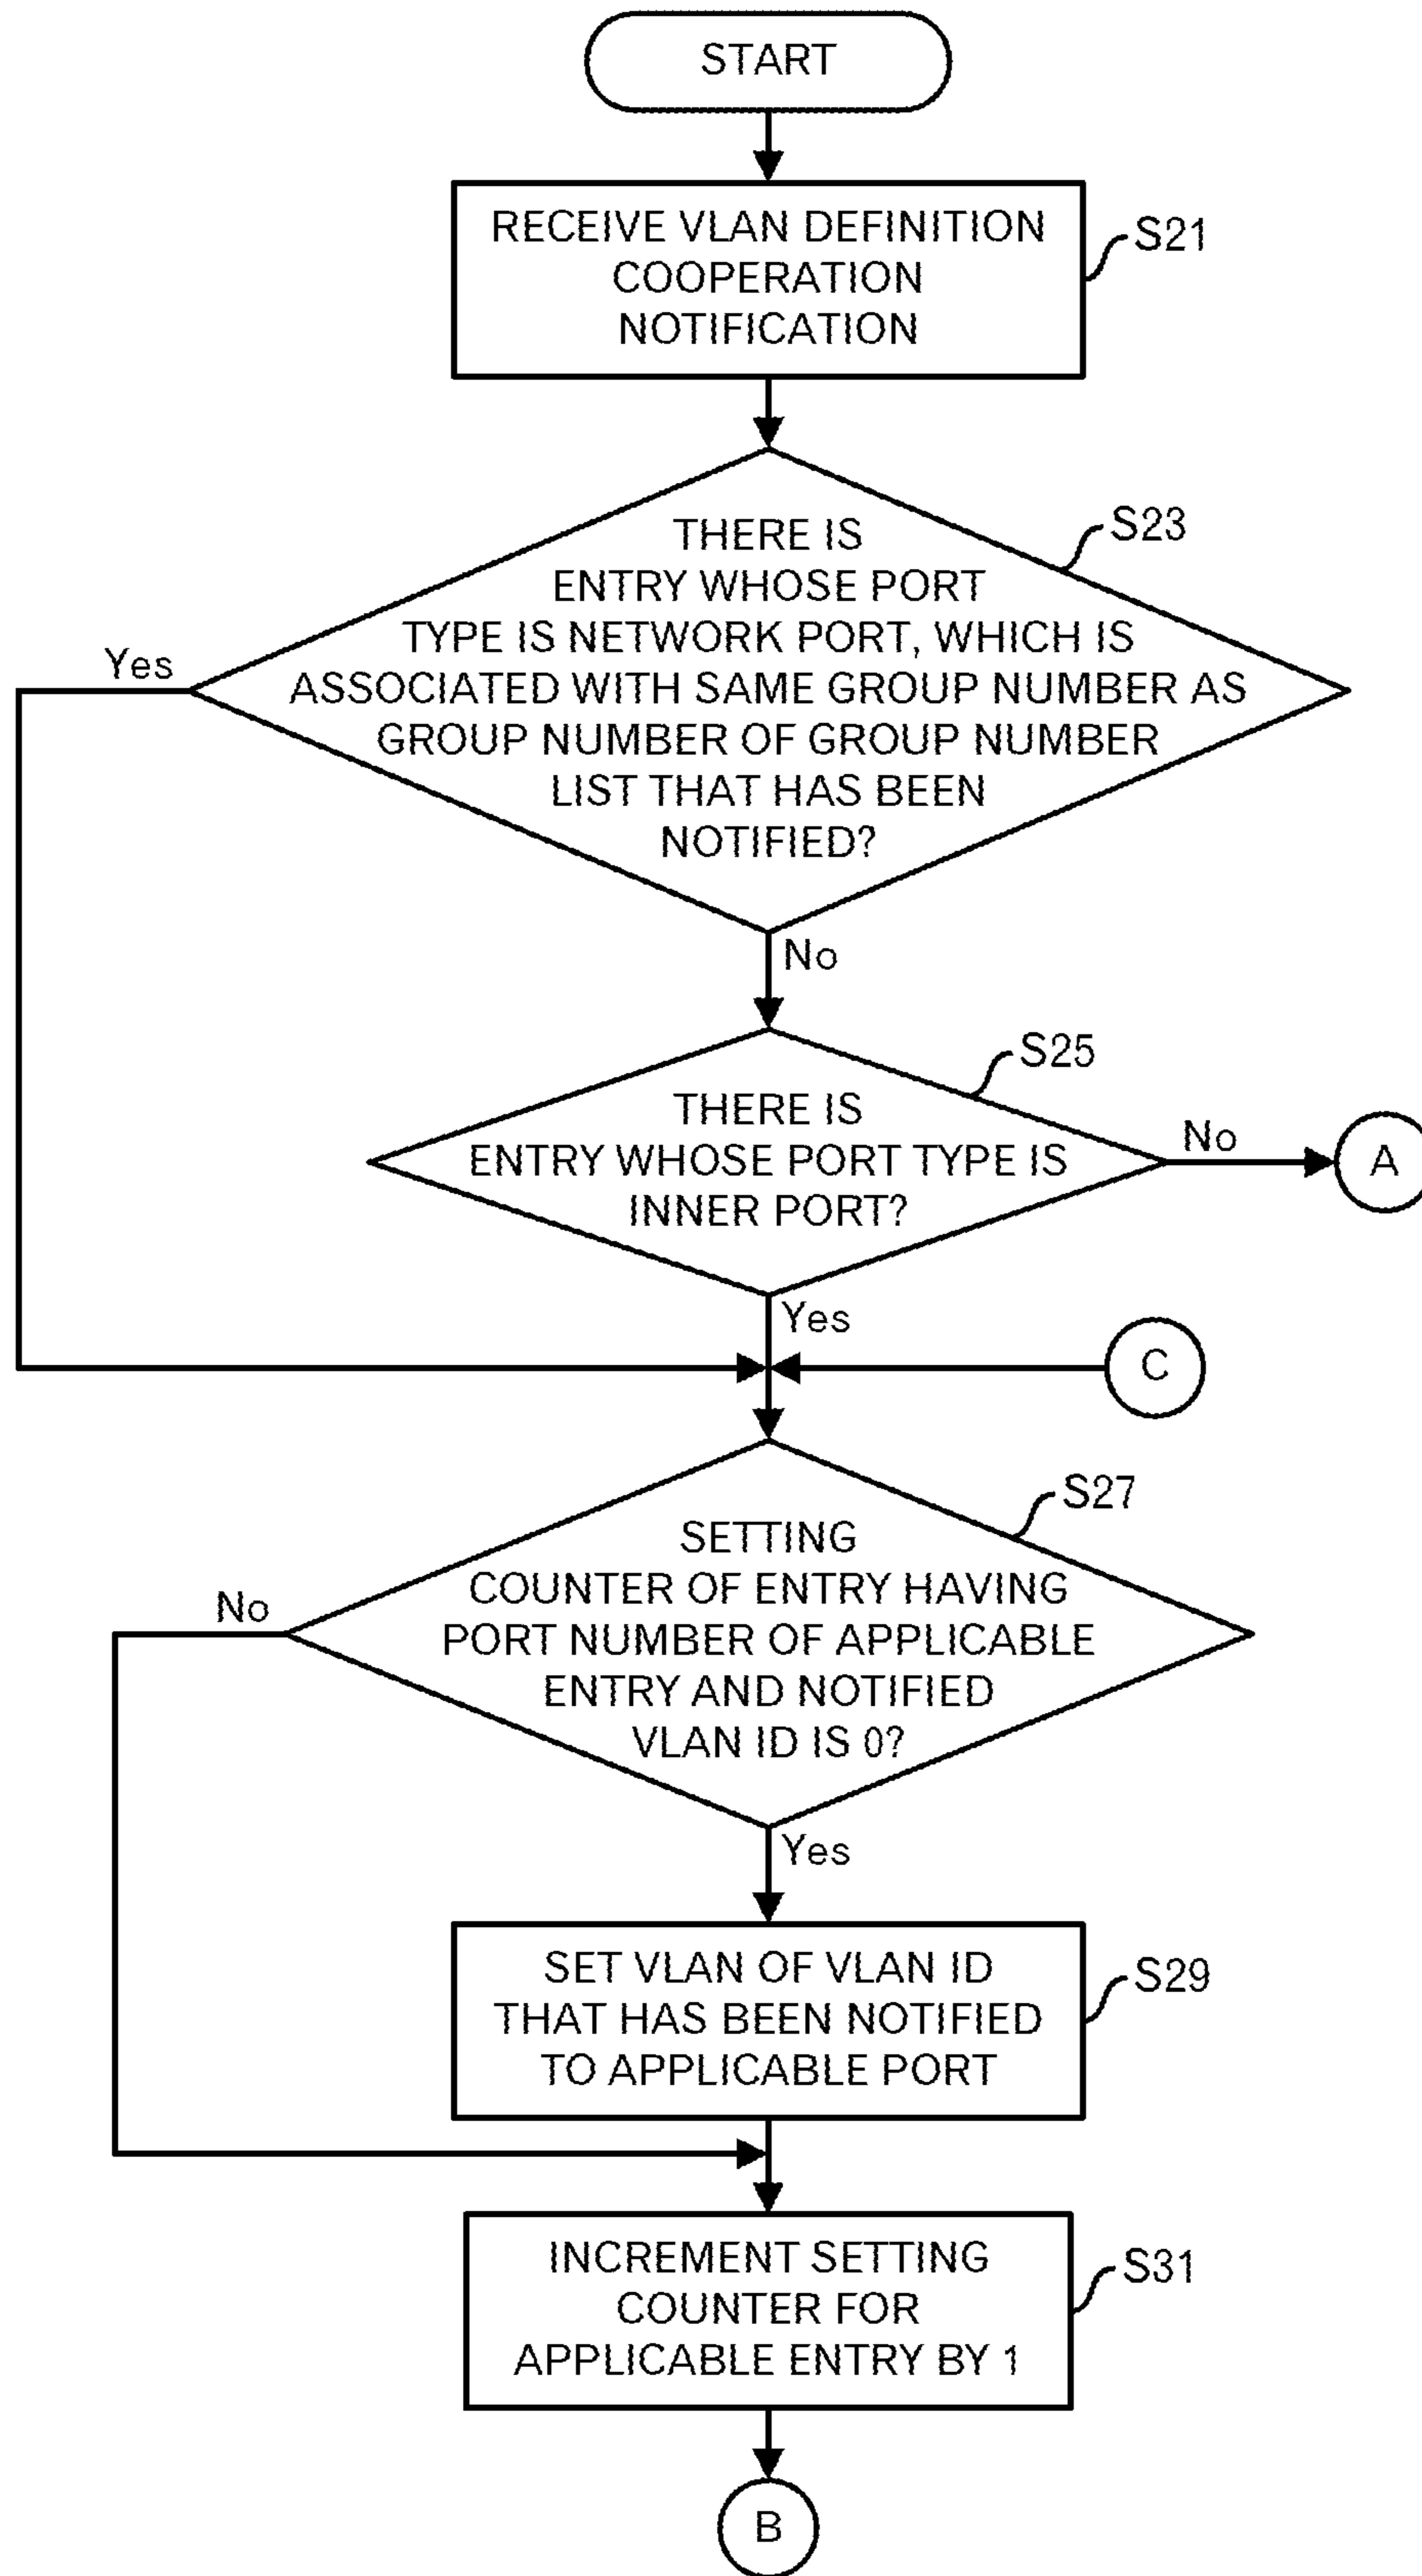 START
RECEIVE VLAN DEFINITION
COOPERATION
NOTIFICATION
S21
THERE IS
ENTRY WHOSE PORT
TYPE IS NETWORK PORT, WHICH IS
ASSOCIATED WITH SAME GROUP NUMBER AS
GROUP NUMBER OF GROUP NUMBER
LIST THAT HAS BEEN
NOTIFIED?
S23
Yes
No
THERE IS
ENTRY WHOSE PORT TYPE IS
INNER PORT?
S25
No
A
Yes
C
SETTING
COUNTER OF ENTRY HAVING
PORT NUMBER OF APPLICABLE
ENTRY AND NOTIFIED
VLAN ID IS 0?
S27
No
Yes
SET VLAN OF VLAN ID
THAT HAS BEEN NOTIFIED
TO APPLICABLE PORT
S29
INCREMENT SETTING
COUNTER FOR
APPLICABLE ENTRY BY 1
S31
B